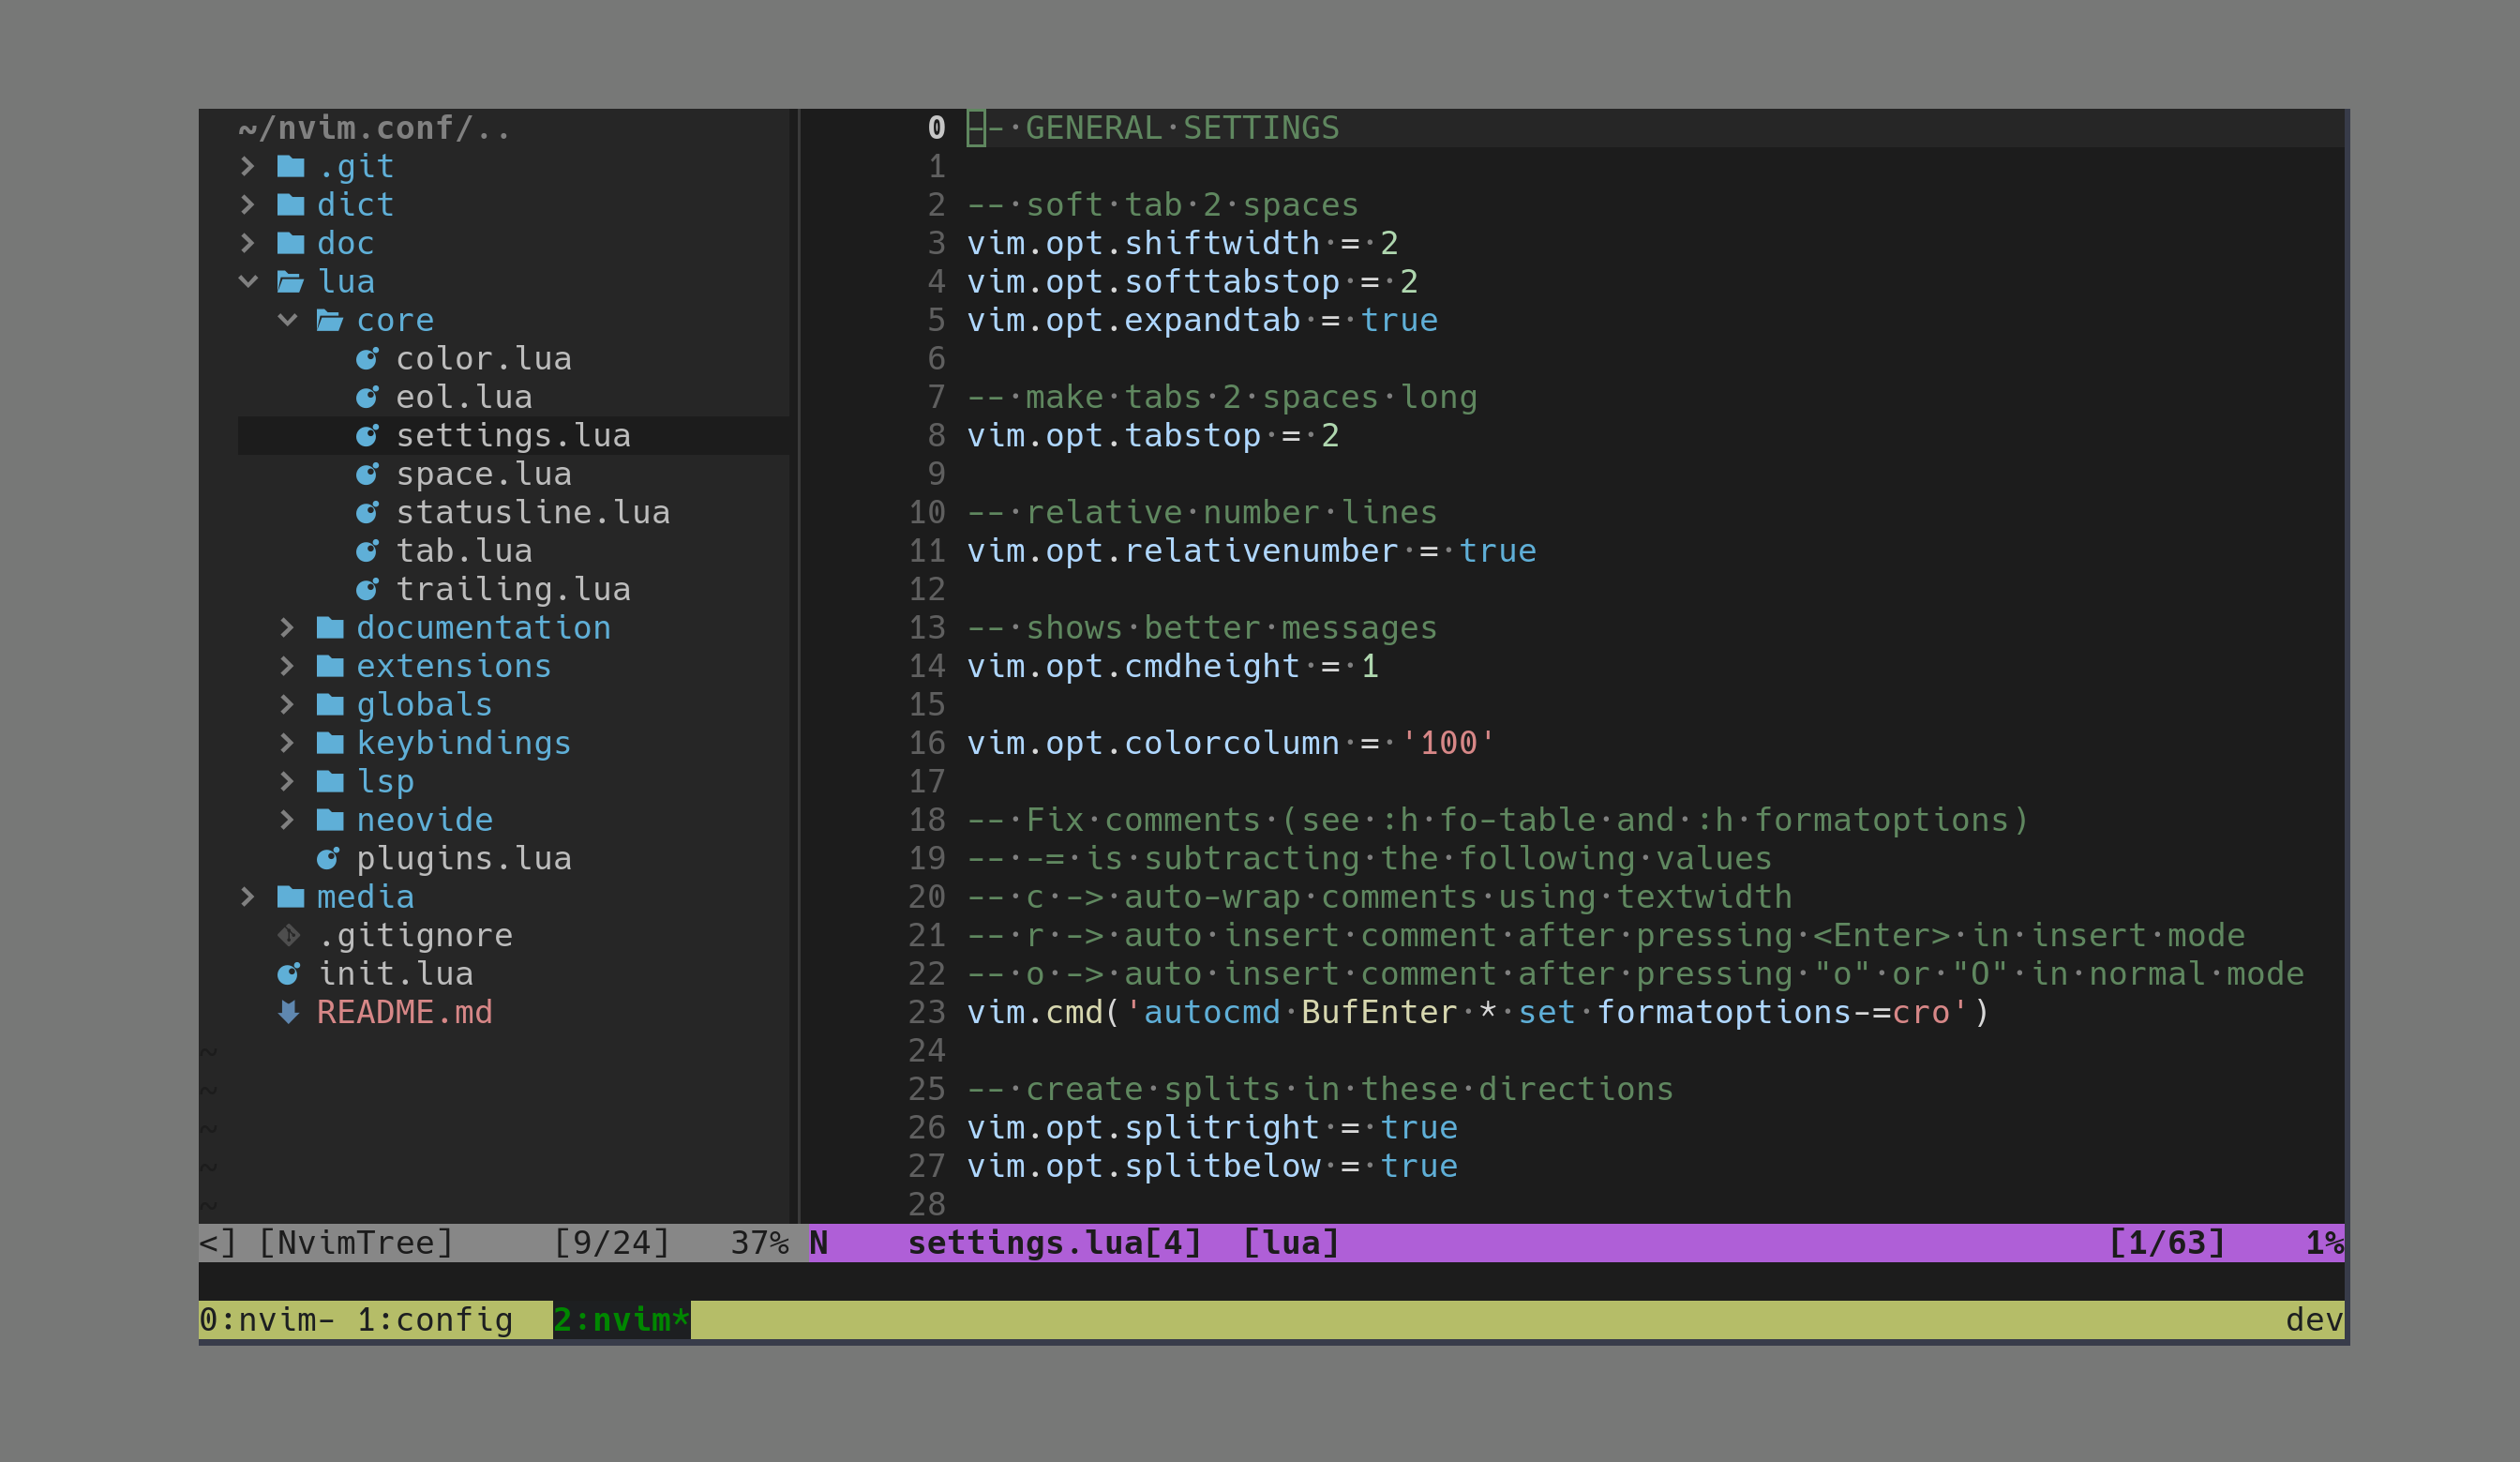 ~/nvim.conf/..
.git
dict
doc
lua
core
color.lua
eol.lua
settings.lua
space.lua
statusline.lua
tab.lua
trailing.lua
documentation
extensions
globals
keybindings
lsp
neovide
plugins.lua
media
.gitignore
init.lua
README.md
~
~
~
~
~
0 --·GENERAL·SETTINGS
1
2 --·soft·tab·2·spaces
3 vim.opt.shiftwidth·=·2
4 vim.opt.softtabstop·=·2
5 vim.opt.expandtab·=·true
6
7 --·make·tabs·2·spaces·long
8 vim.opt.tabstop·=·2
9
10 --·relative·number·lines
11 vim.opt.relativenumber·=·true
12
13 --·shows·better·messages
14 vim.opt.cmdheight·=·1
15
16 vim.opt.colorcolumn·=·'100'
17
18 --·Fix·comments·(see·:h·fo-table·and·:h·formatoptions)
19 --·-=·is·subtracting·the·following·values
20 --·c·->·auto-wrap·comments·using·textwidth
21 --·r·->·auto·insert·comment·after·pressing·<Enter>·in·insert·mode
22 --·o·->·auto·insert·comment·after·pressing·"o"·or·"O"·in·normal·mode
23 vim.cmd('autocmd·BufEnter·*·set·formatoptions-=cro')
24
25 --·create·splits·in·these·directions
26 vim.opt.splitright·=·true
27 vim.opt.splitbelow·=·true
28
<] [NvimTree] [9/24] 37% N settings.lua[4] [lua] [1/63] 1%
0:nvim- 1:config 2:nvim* dev